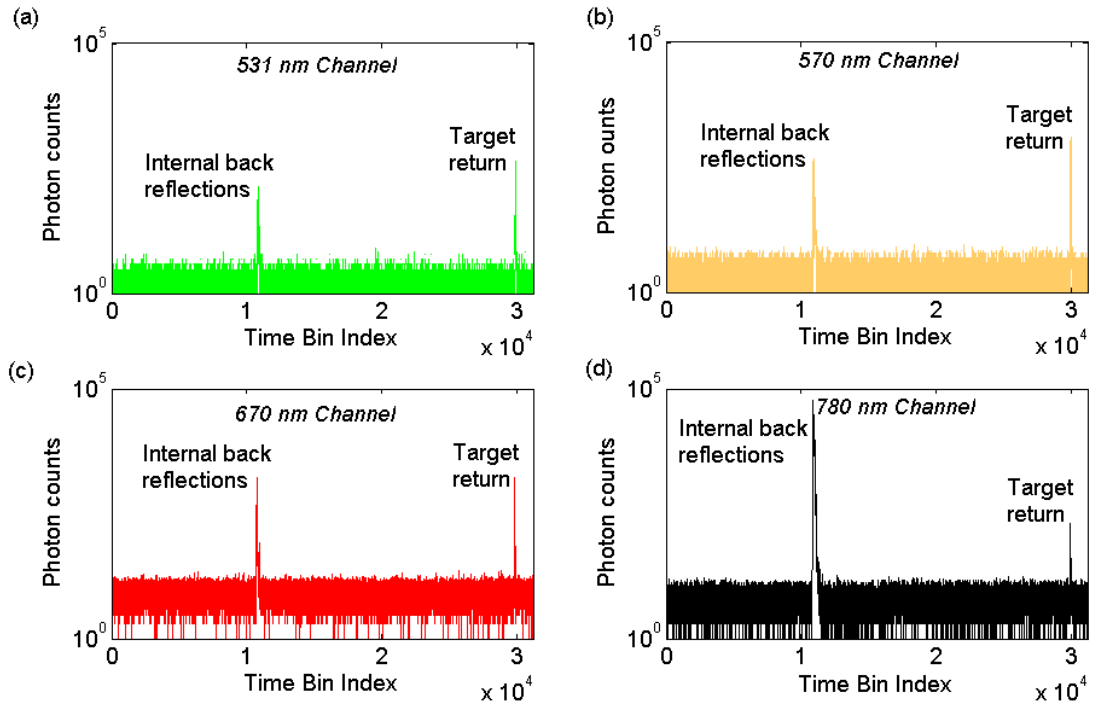 (a)
10^5
531 nm Channel
Photon counts
Internal back
reflections
Target
return
10^0
0
1
2
3
Time Bin Index
x 10^4
(b)
10^5
570 nm Channel
Photon ounts
Internal back
reflections
Target
return
10^0
0
1
2
3
Time Bin Index
x 10^4
(c)
10^5
670 nm Channel
Photon counts
Internal back
reflections
Target
return
10^0
0
1
2
3
Time Bin Index
x 10^4
(d)
10^5
780 nm Channel
Photon counts
Internal back
reflections
Target
return
10^0
0
1
2
3
Time Bin Index
x 10^4